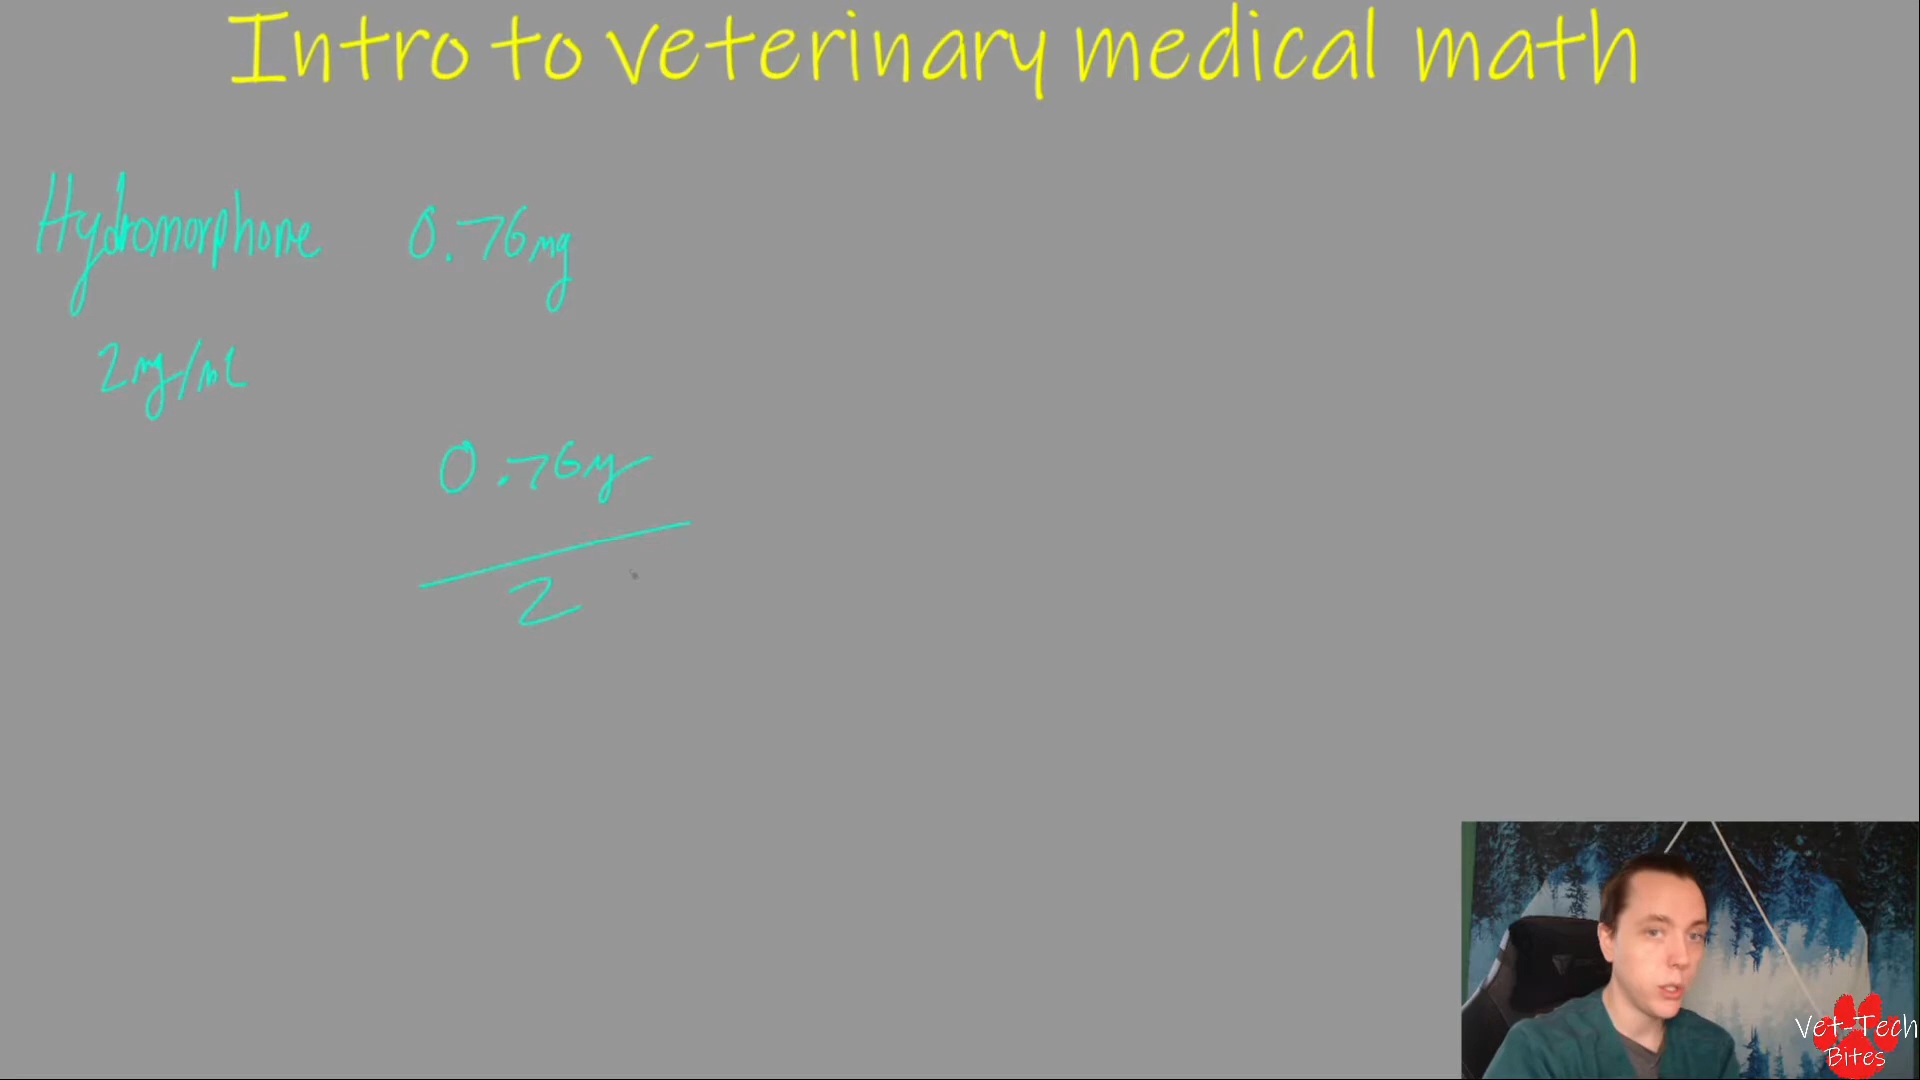 Intro to veterinary medical math
Hydromorphone 0.76mg
2mg/mL
0.76mg
2
Vet-Tech
Bites